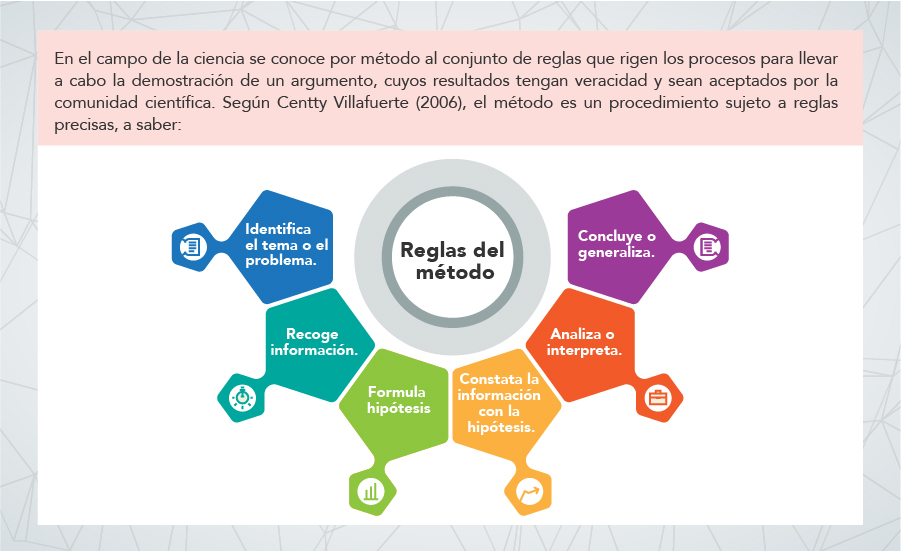 En el campo de la ciencia se conoce por método al conjunto de reglas que rigen los procesos para llevar
a cabo la demostración de un argumento, cuyos resultados tengan veracidad y sean aceptados por la
comunidad científica. Según Centty Villafuerte (2006), el método es un procedimiento sujeto a reglas
precisas, a saber:
Reglas del
método
Identifica
el tema o el
problema.
Recoge
información.
Formula
hipótesis
Constata la
información
con la
hipótesis.
Analiza o
interpreta.
Concluye o
generaliza.